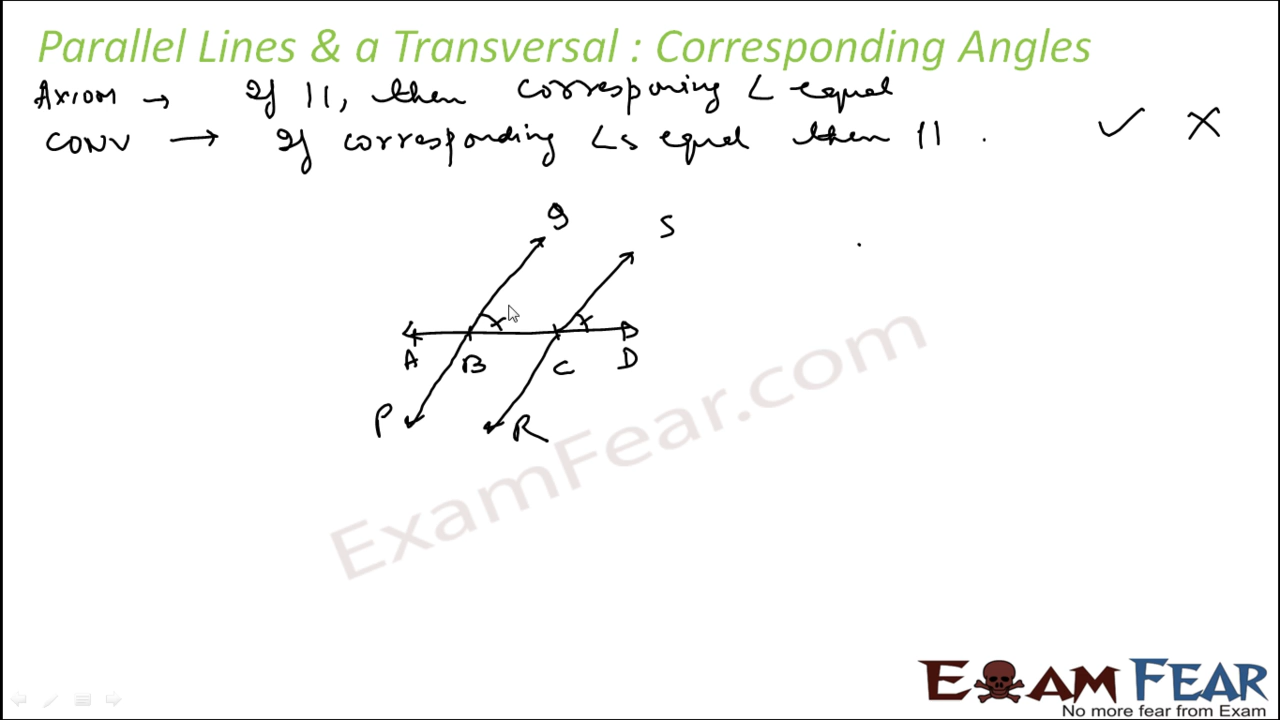 Parallel Lines & a Transversal : Corresponding Angles
AXIOM → If ||, then corresponing ∠ equal
CONV → If corresponding ∠s equal then || .
✓ X
S
x x
A B C D
P R
ExamFear.com
EXAM FEAR
No more fear from Exam